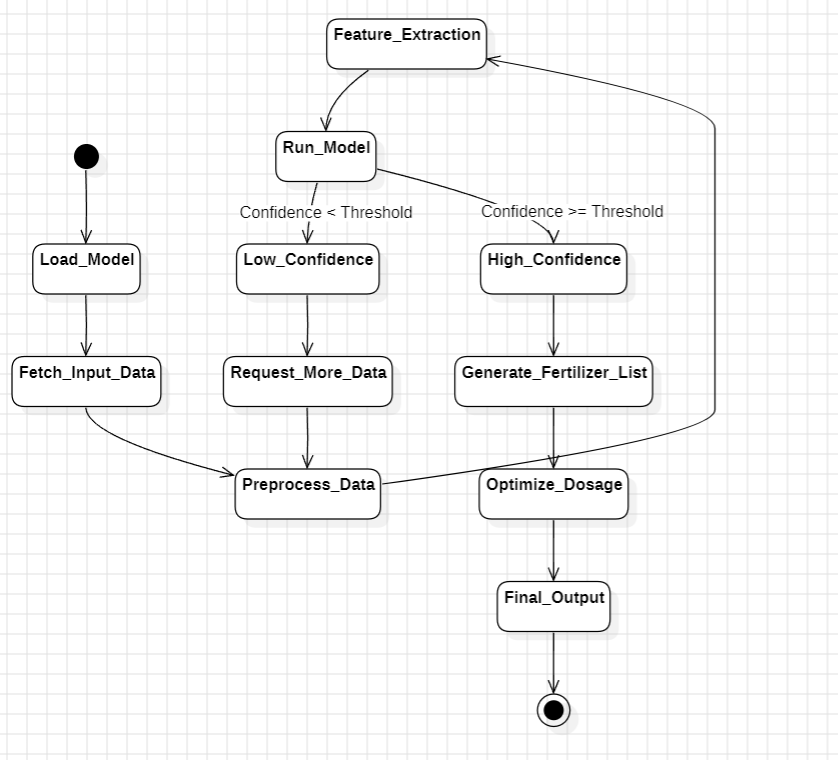 Feature_Extraction
Run_Model
Confidence < Threshold
Confidence >= Threshold
Load_Model
Low_Confidence
High_Confidence
Fetch_Input_Data
Request_More_Data
Generate_Fertilizer_List
Preprocess_Data
Optimize_Dosage
Final_Output